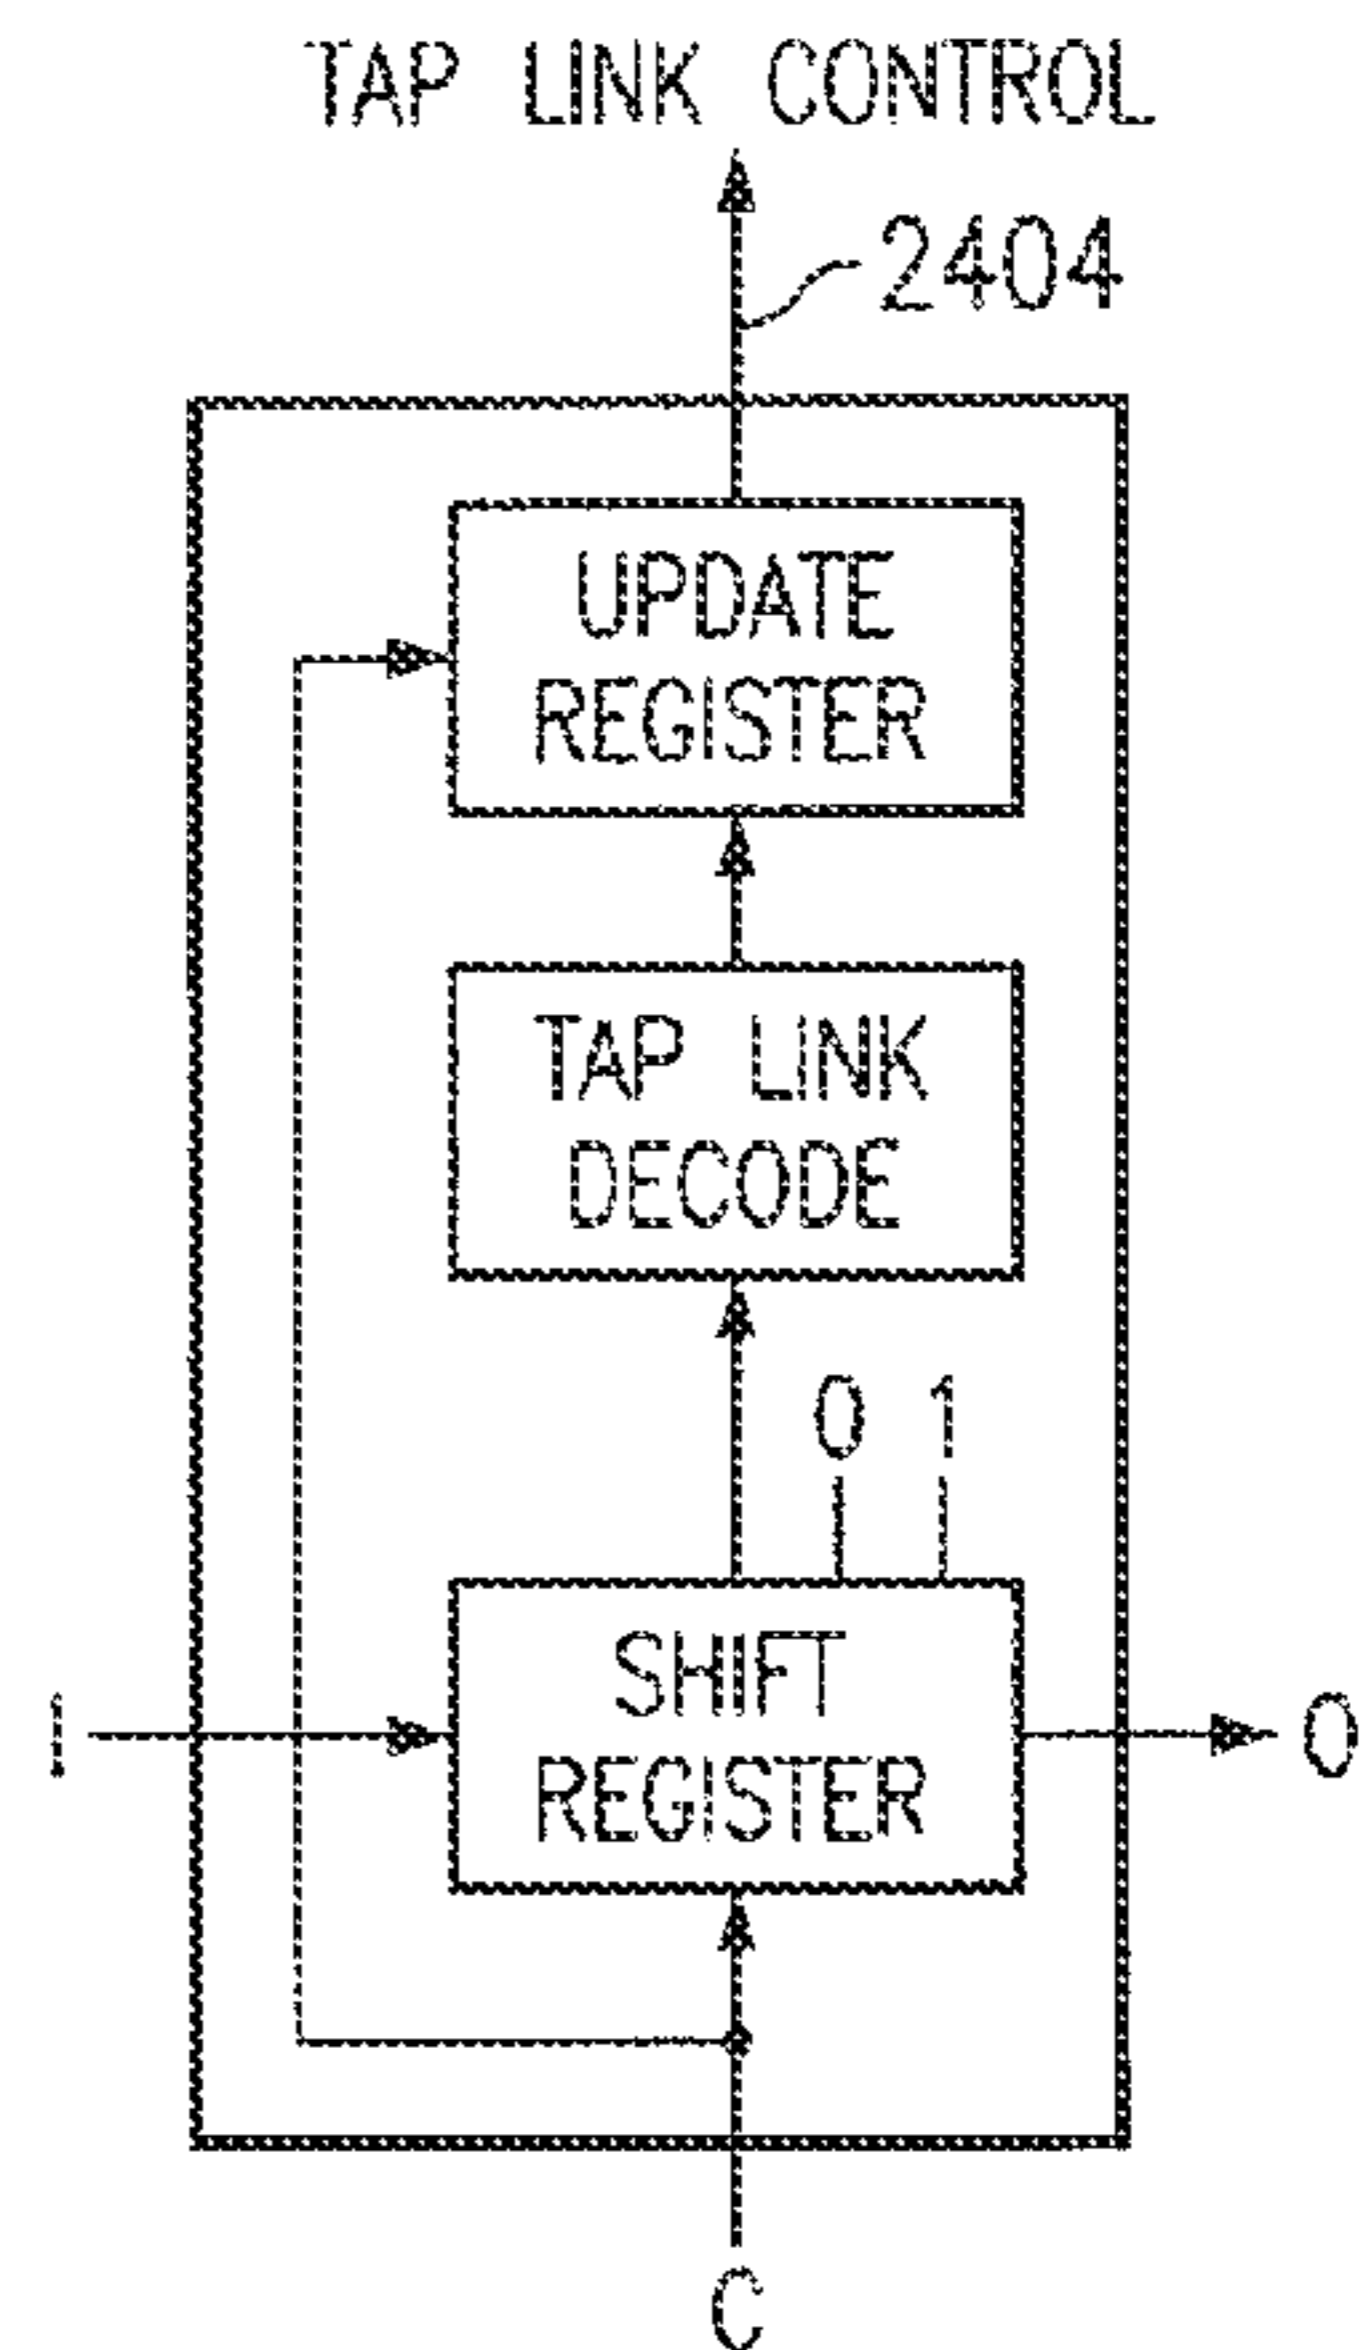 TAP LINK CONTROL
2404
UPDATE
REGISTER
TAP LINK
DECODE
0 1
SHIFT
REGISTER
I
O
C